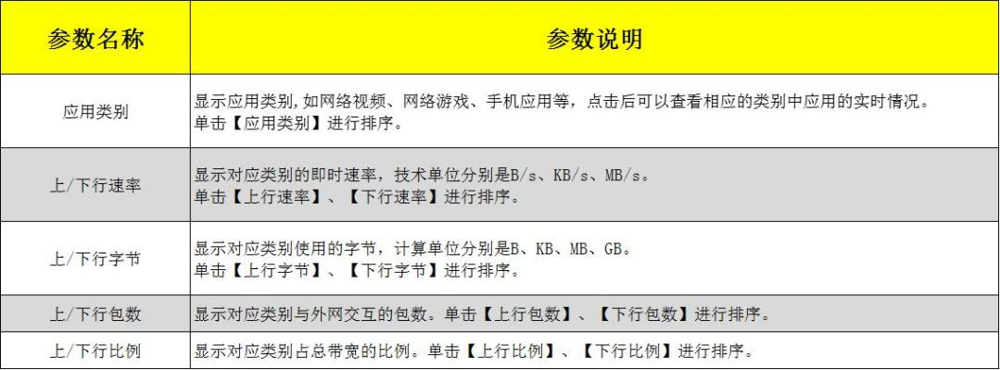 参数名称 参数说明
应用类别
显示应用类别,如网络视频、网络游戏、手机应用等，点击后可以查看相应的类别中应用的实时情况。
单击【应用类别】进行排序。
上/下行速率
显示对应类别的即时速率，技术单位分别是B/s、KB/s、MB/s。
单击【上行速率】、【下行速率】进行排序。
上/下行字节
显示对应类别使用的字节，计算单位分别是B、KB、MB、GB。
单击【上行字节】、【下行字节】进行排序。
上/下行包数 显示对应类别与外网交互的包数。单击【上行包数】、【下行包数】进行排序。
上/下行比例 显示对应类别占总带宽的比例。单击【上行比例】、【下行比例】进行排序。